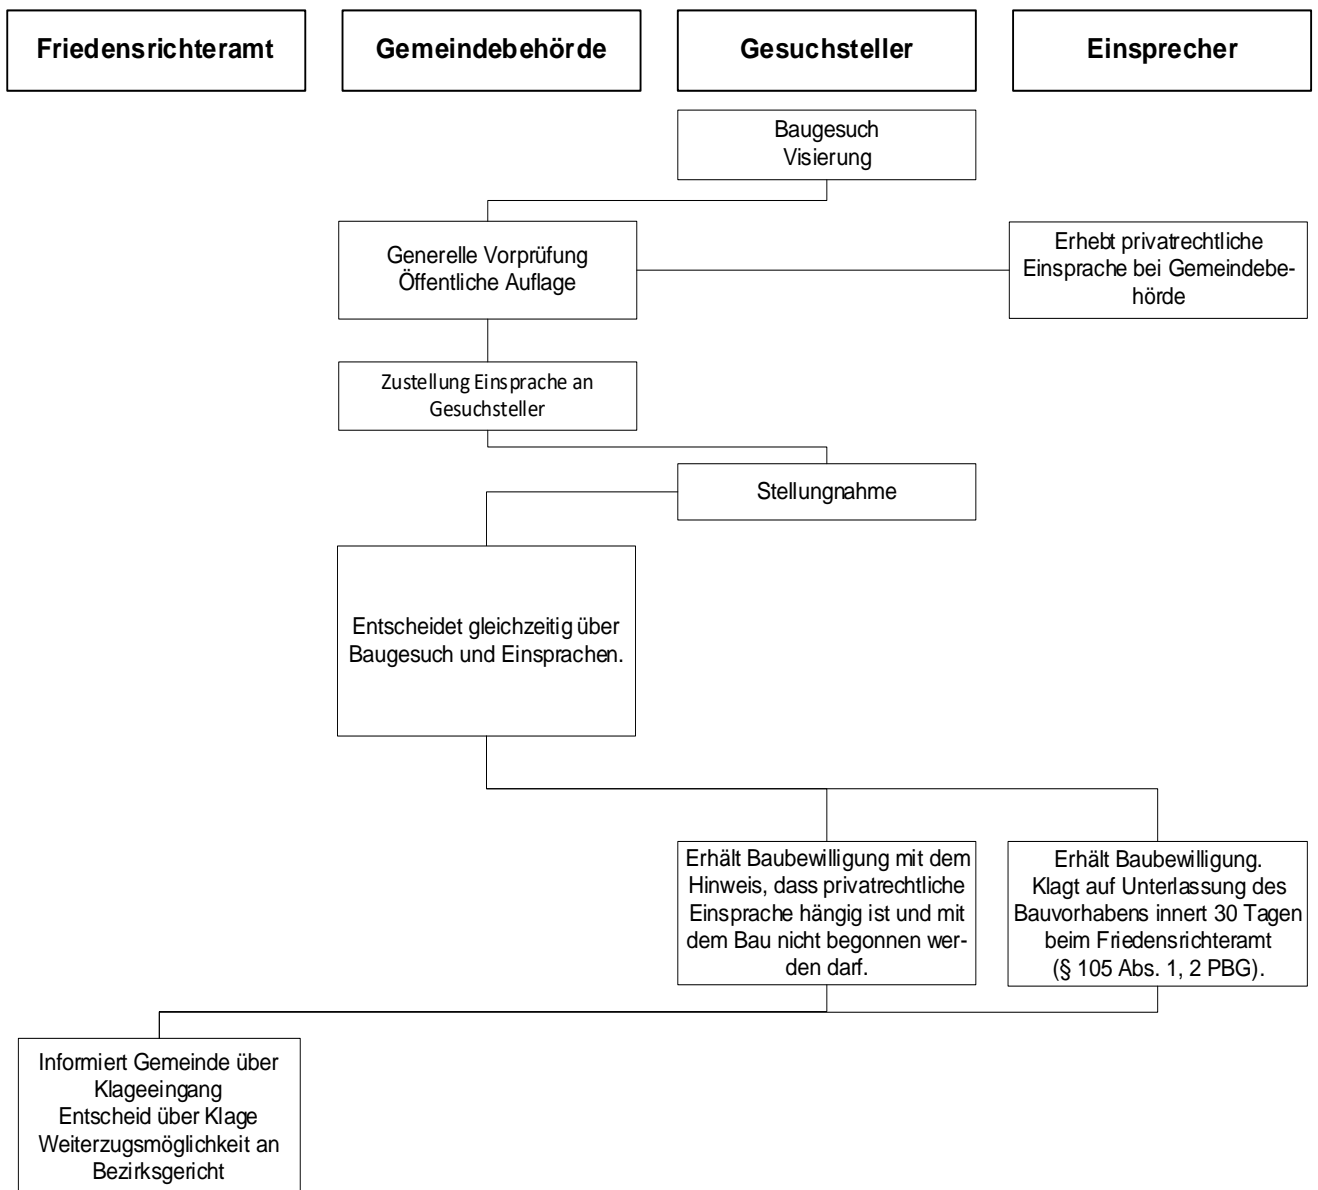 Friedensrichteramt
Gemeindebehörde
Gesuchsteller
Einsprecher
Baugesuch
Visierung
Generelle Vorprüfung
Öffentliche Auflage
Erhebt privatrechtliche
Einsprache bei Gemeindebe-
hörde
Zustellung Einsprache an
Gesuchsteller
Stellungnahme
Entscheidet gleichzeitig über
Baugesuch und Einsprachen.
Erhält Baubewilligung mit dem
Hinweis, dass privatrechtliche
Einsprache hängig ist und mit
dem Bau nicht begonnen wer-
den darf.
Erhält Baubewilligung.
Klagt auf Unterlassung des
Bauvorhabens innert 30 Tagen
beim Friedensrichteramt
(§ 105 Abs. 1, 2 PBG).
Informiert Gemeinde über
Klageeingang
Entscheid über Klage
Weiterzugsmöglichkeit an
Bezirksgericht